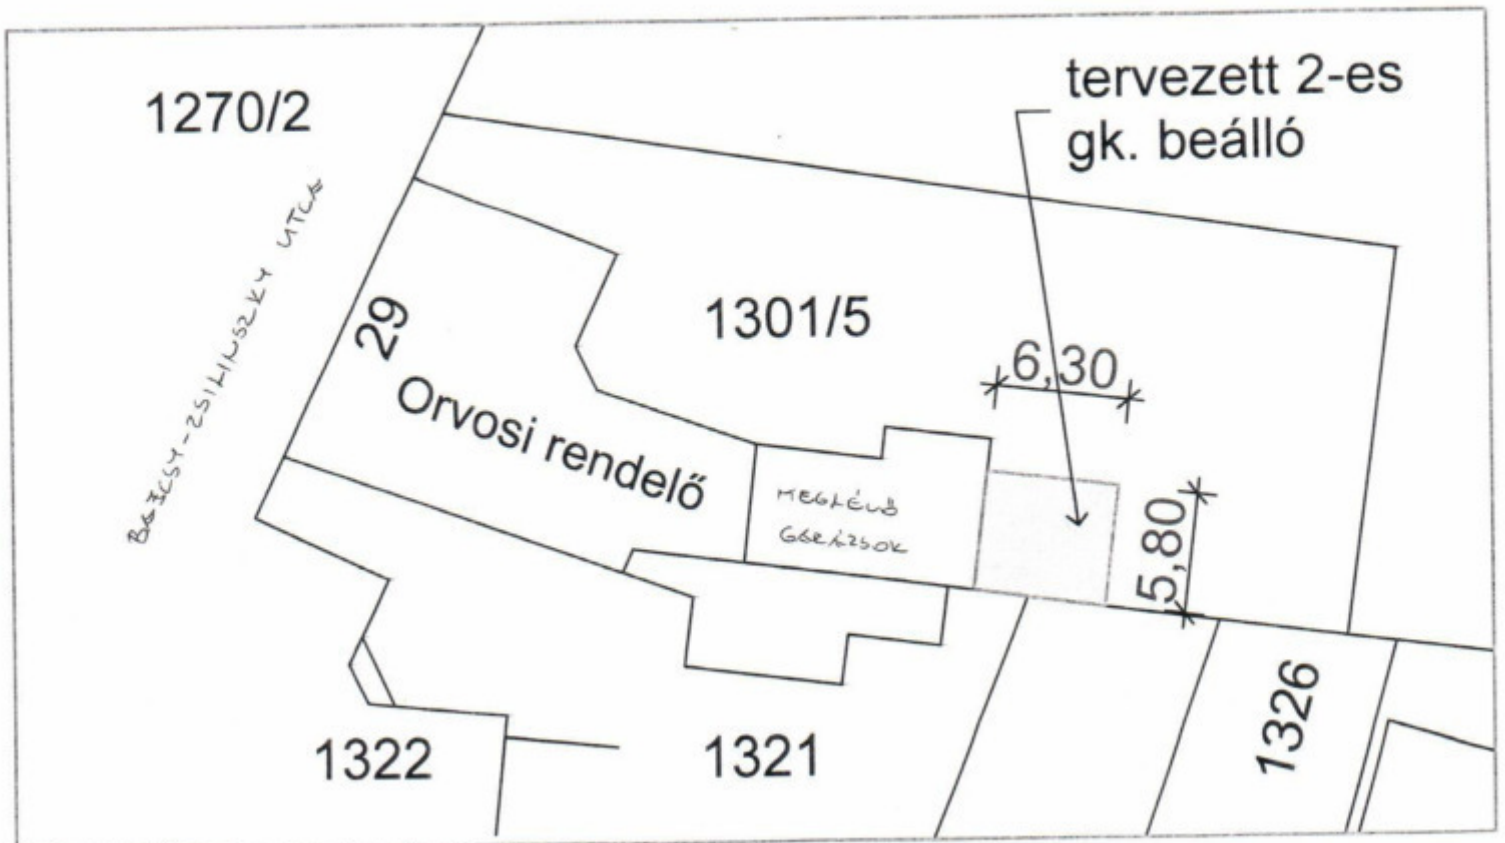 tervezett 2-es
gk. beálló
1270/2
29
1301/5
6,30
Orvosi rendelő
MEGLÉVŐ
GARÁZSOK
5,80
BAJCSY-ZSILINSZKY UTCA
1322
1321
1326